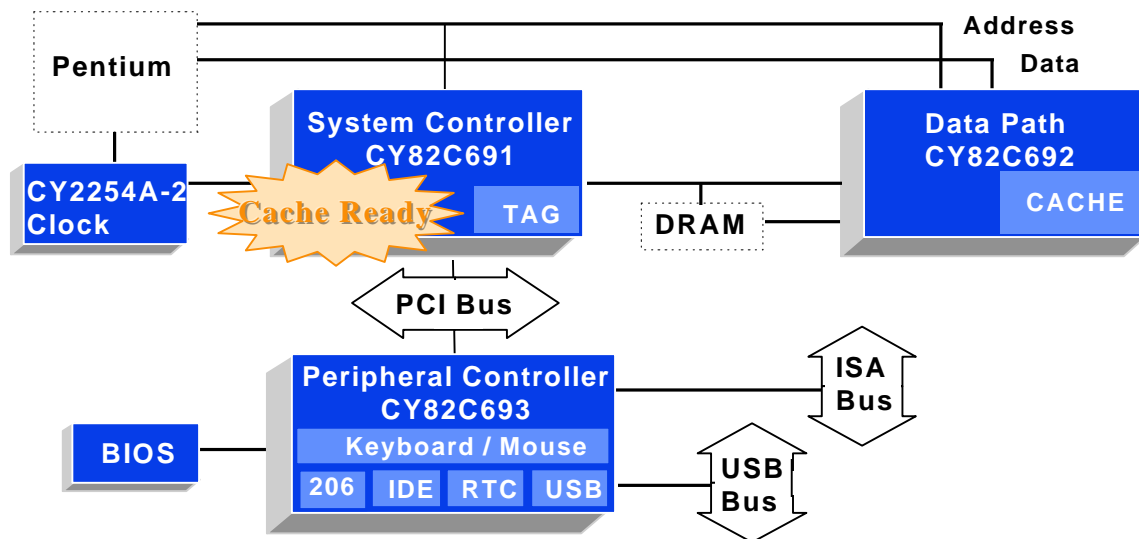 Address
Pentium
Data
System Controller
CY82C691
Data Path
CY82C692
CY2254A-2
Clock
Cache Ready
TAG
DRAM
CACHE
PCI Bus
Peripheral Controller
CY82C693
ISA
Bus
BIOS
Keyboard / Mouse
206
IDE
RTC
USB
USB
Bus